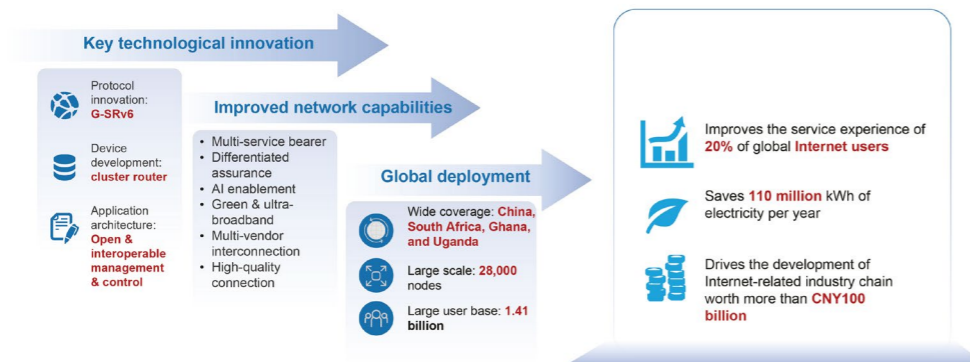 Key technological innovation
Protocol
innovation:
G-SRv6
Device
development:
cluster router
Application
architecture:
Open &
interoperable
management
& control
Improved network capabilities
• Multi-service bearer
• Differentiated
assurance
• AI enablement
• Green & ultra-
broadband
• Multi-vendor
interconnection
• High-quality
connection
Global deployment
Wide coverage: China,
South Africa, Ghana,
and Uganda
Large scale: 28,000
nodes
Large user base: 1.41
billion
Improves the service experience of
20% of global Internet users
Saves 110 million kWh of
electricity per year
Drives the development of
Internet-related industry chain
worth more than CNY100
billion